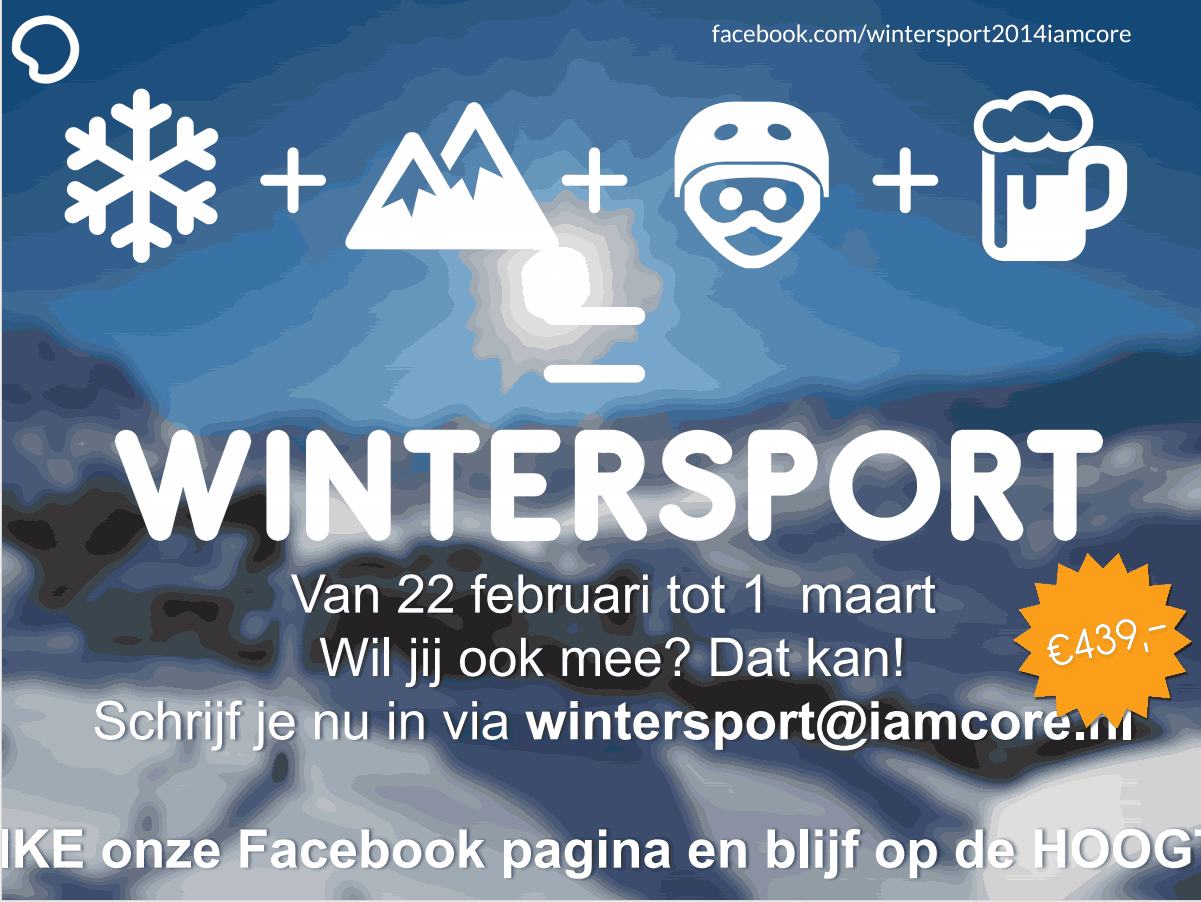 facebook.com/wintersport2014iamcore
+ + +
=
WINTERSPORT
Van 22 februari tot 1 maart
Wil jij ook mee? Dat kan!
€439,-
Schrijf je nu in via wintersport@iamcore.nl
IKE onze Facebook pagina en blijf op de HOOGT